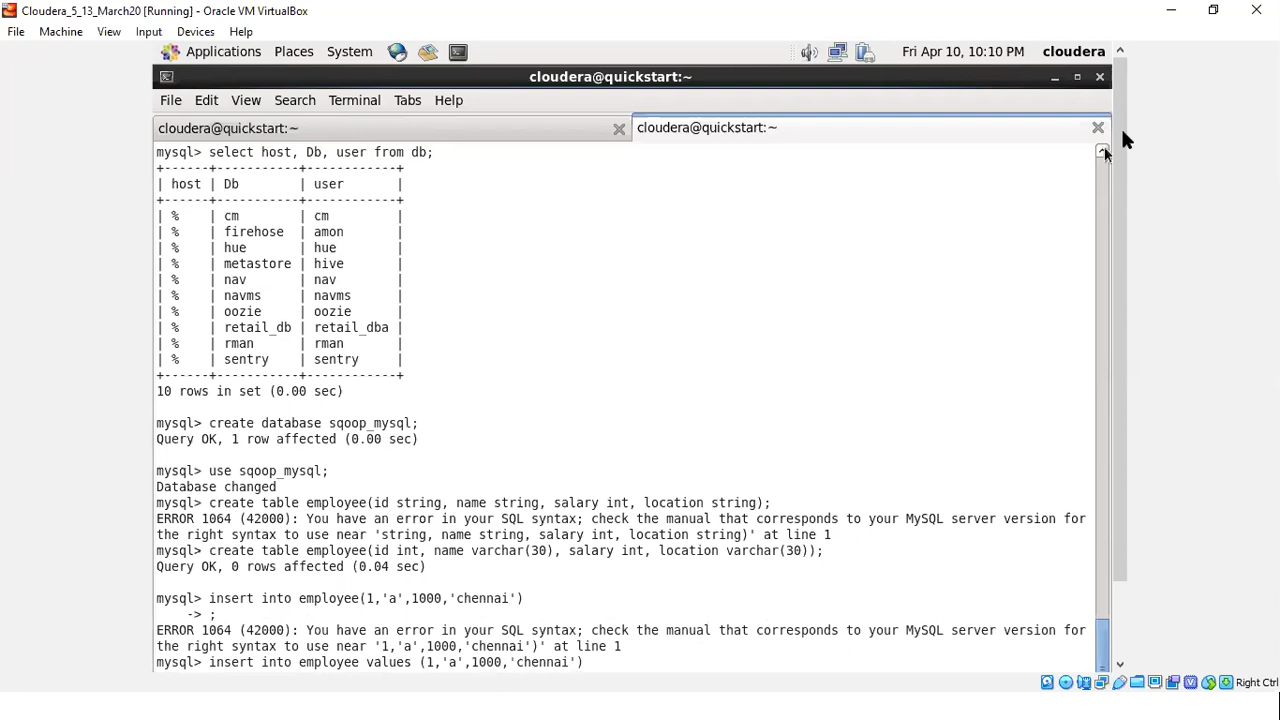 Cloudera_5_13_March20 [Running] - Oracle VM VirtualBox
File Machine View Input Devices Help
Applications Places System Fri Apr 10, 10:10 PM cloudera
cloudera@quickstart:~
File Edit View Search Terminal Tabs Help
cloudera@quickstart:~ cloudera@quickstart:~
mysql> select host, Db, user from db;
+------+-----------+------------+
| host | Db        | user       |
+------+-----------+------------+
| %    | cm        | cm         |
| %    | firehose  | amon       |
| %    | hue       | hue        |
| %    | metastore | hive       |
| %    | nav       | nav        |
| %    | navms     | navms      |
| %    | oozie     | oozie      |
| %    | retail_db | retail_dba |
| %    | rman      | rman       |
| %    | sentry    | sentry     |
+------+-----------+------------+
10 rows in set (0.00 sec)
mysql> create database sqoop_mysql;
Query OK, 1 row affected (0.00 sec)
mysql> use sqoop_mysql;
Database changed
mysql> create table employee(id string, name string, salary int, location string);
ERROR 1064 (42000): You have an error in your SQL syntax; check the manual that corresponds to your MySQL server version for
the right syntax to use near 'string, name string, salary int, location string)' at line 1
mysql> create table employee(id int, name varchar(30), salary int, location varchar(30));
Query OK, 0 rows affected (0.04 sec)
mysql> insert into employee(1,'a',1000,'chennai')
    -> ;
ERROR 1064 (42000): You have an error in your SQL syntax; check the manual that corresponds to your MySQL server version for
the right syntax to use near '1,'a',1000,'chennai')' at line 1
mysql> insert into employee values (1,'a',1000,'chennai')
Right Ctrl